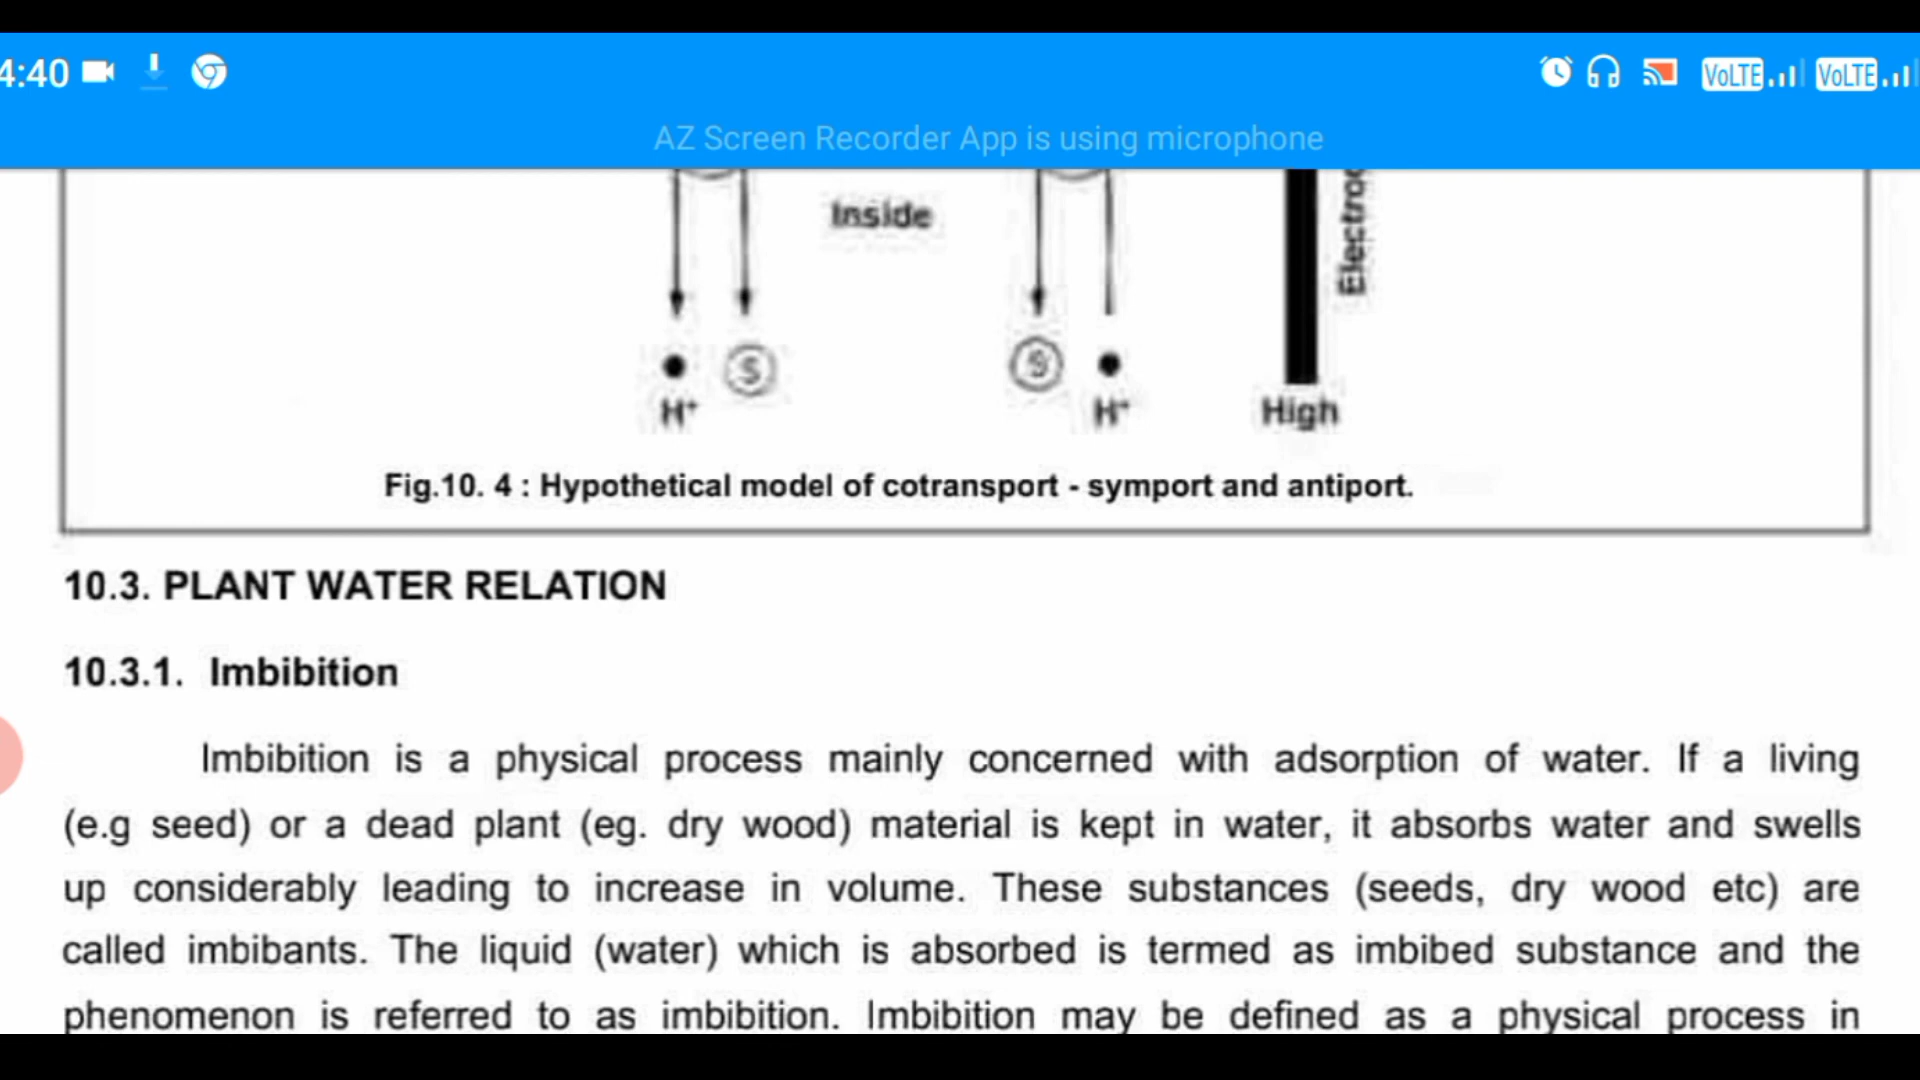 4:40
VoLTE VoLTE
AZ Screen Recorder App is using microphone
Inside
S S
H+ H+ High
Fig.10. 4 : Hypothetical model of cotransport - symport and antiport.
10.3. PLANT WATER RELATION
10.3.1. Imbibition
Imbibition is a physical process mainly concerned with adsorption of water. If a living
(e.g seed) or a dead plant (eg. dry wood) material is kept in water, it absorbs water and swells
up considerably leading to increase in volume. These substances (seeds, dry wood etc) are
called imbibants. The liquid (water) which is absorbed is termed as imbibed substance and the
phenomenon is referred to as imbibition. Imbibition may be defined as a physical process in